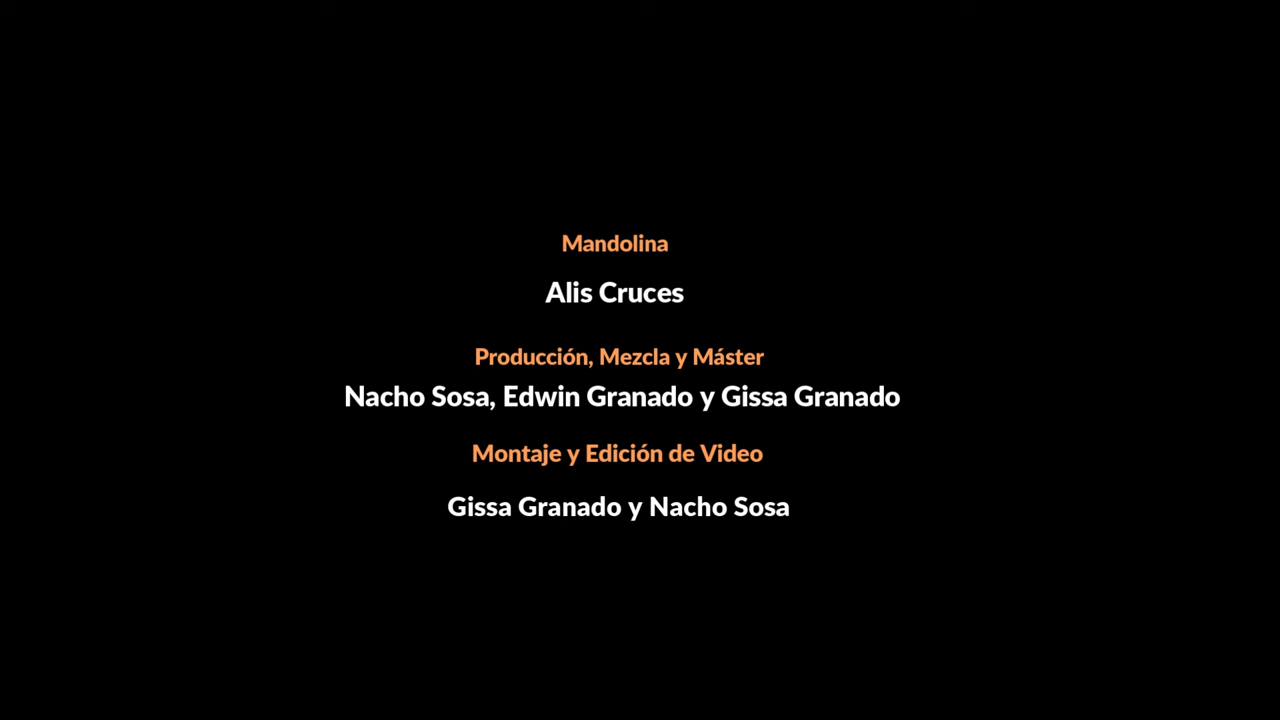 Mandolina
Alis Cruces
Producción, Mezcla y Máster
Nacho Sosa, Edwin Granado y Gissa Granado
Montaje y Edición de Video
Gissa Granado y Nacho Sosa